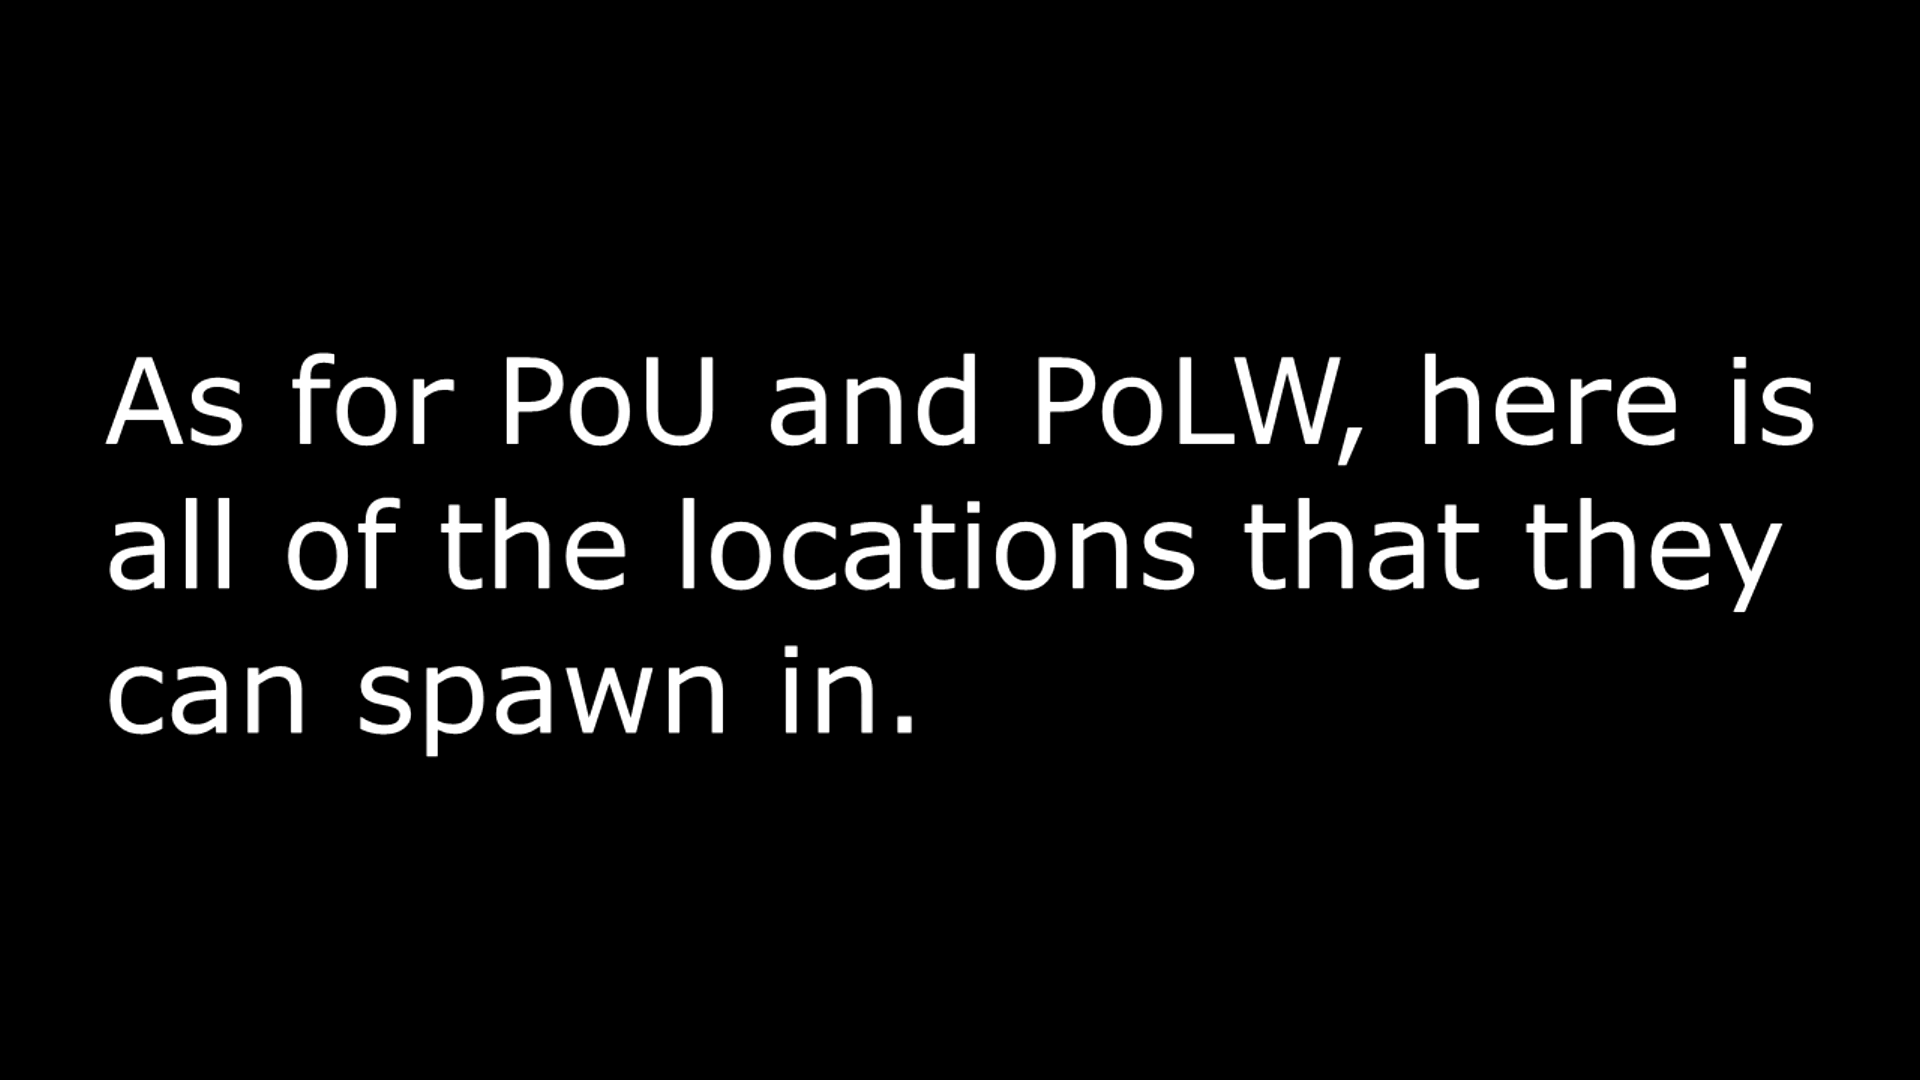 As for PoU and PoLW, here is
all of the locations that they
can spawn in.